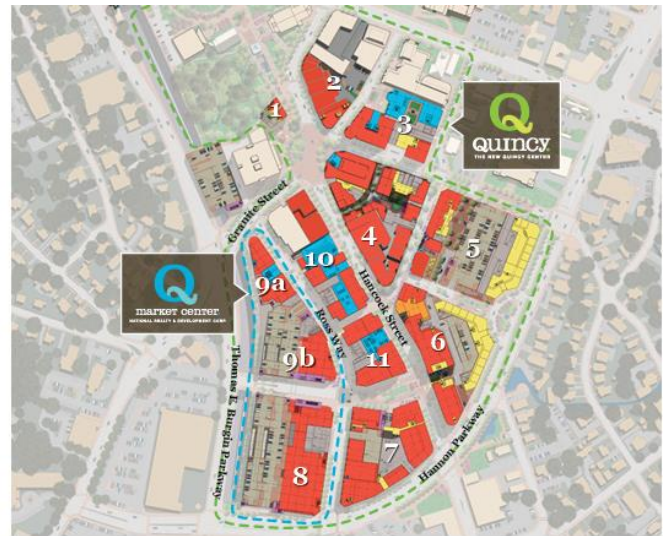 1
2
3
Q
QUINCY
THE NEW QUINCY CENTER
Granite Street
4
5
10
Hancock Street
9a
Q
market center
NATIONAL REALTY & DEVELOPMENT CORP
Ross Way
9b
11
6
Thomas E. Burgin Parkway
8
7
Hannon Parkway